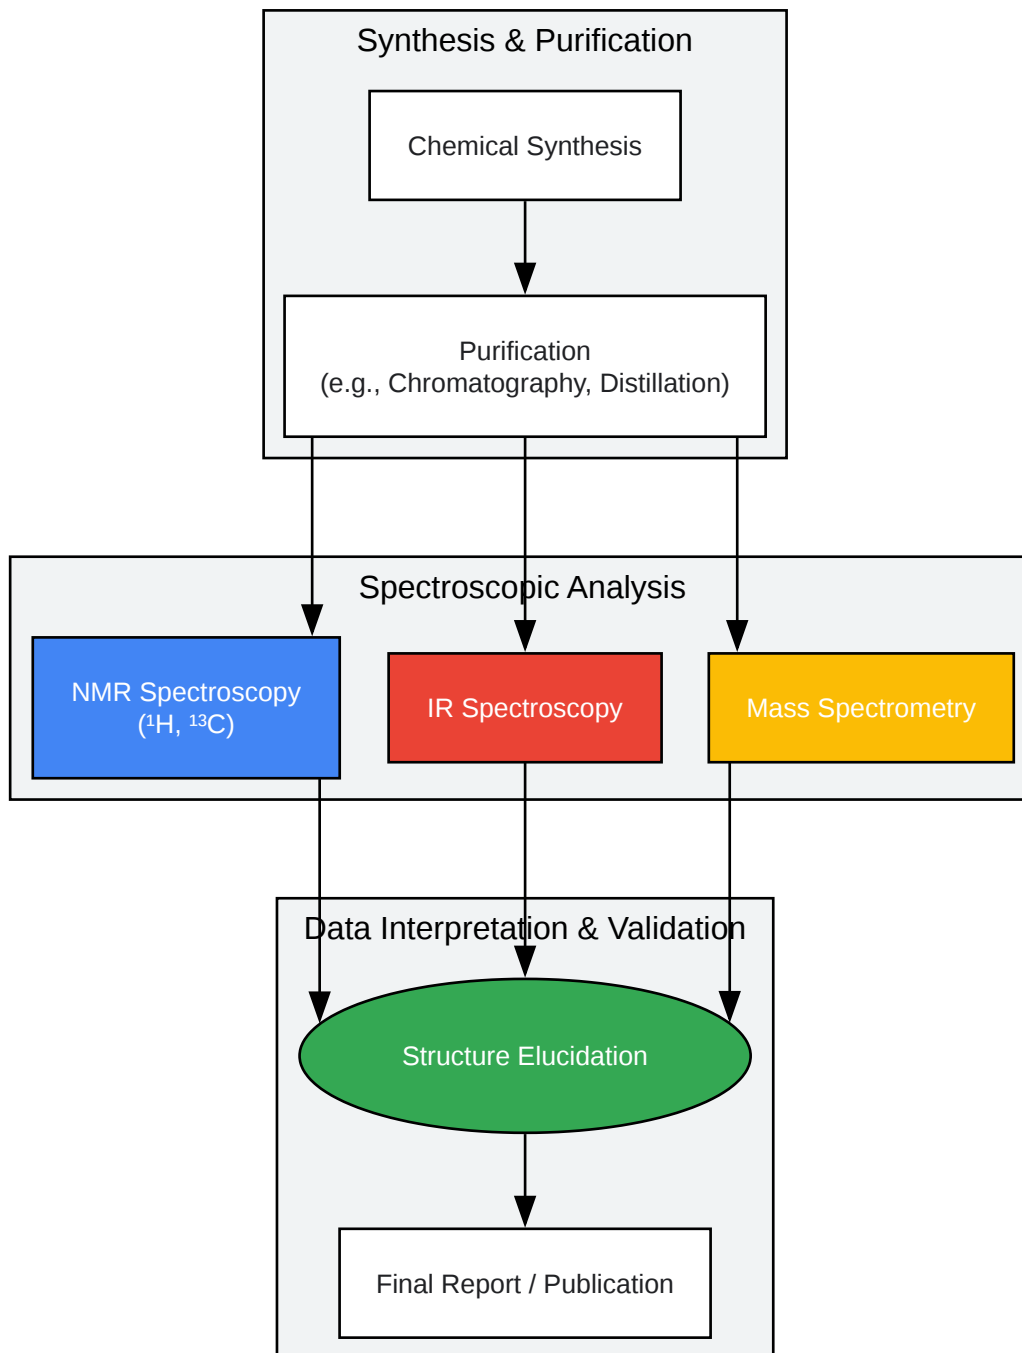 Synthesis & Purification
Chemical Synthesis
Purification
(e.g., Chromatography, Distillation)
Spectroscopic Analysis
NMR Spectroscopy
(¹H, ¹³C)
IR Spectroscopy
Mass Spectrometry
Data Interpretation & Validation
Structure Elucidation
Final Report / Publication